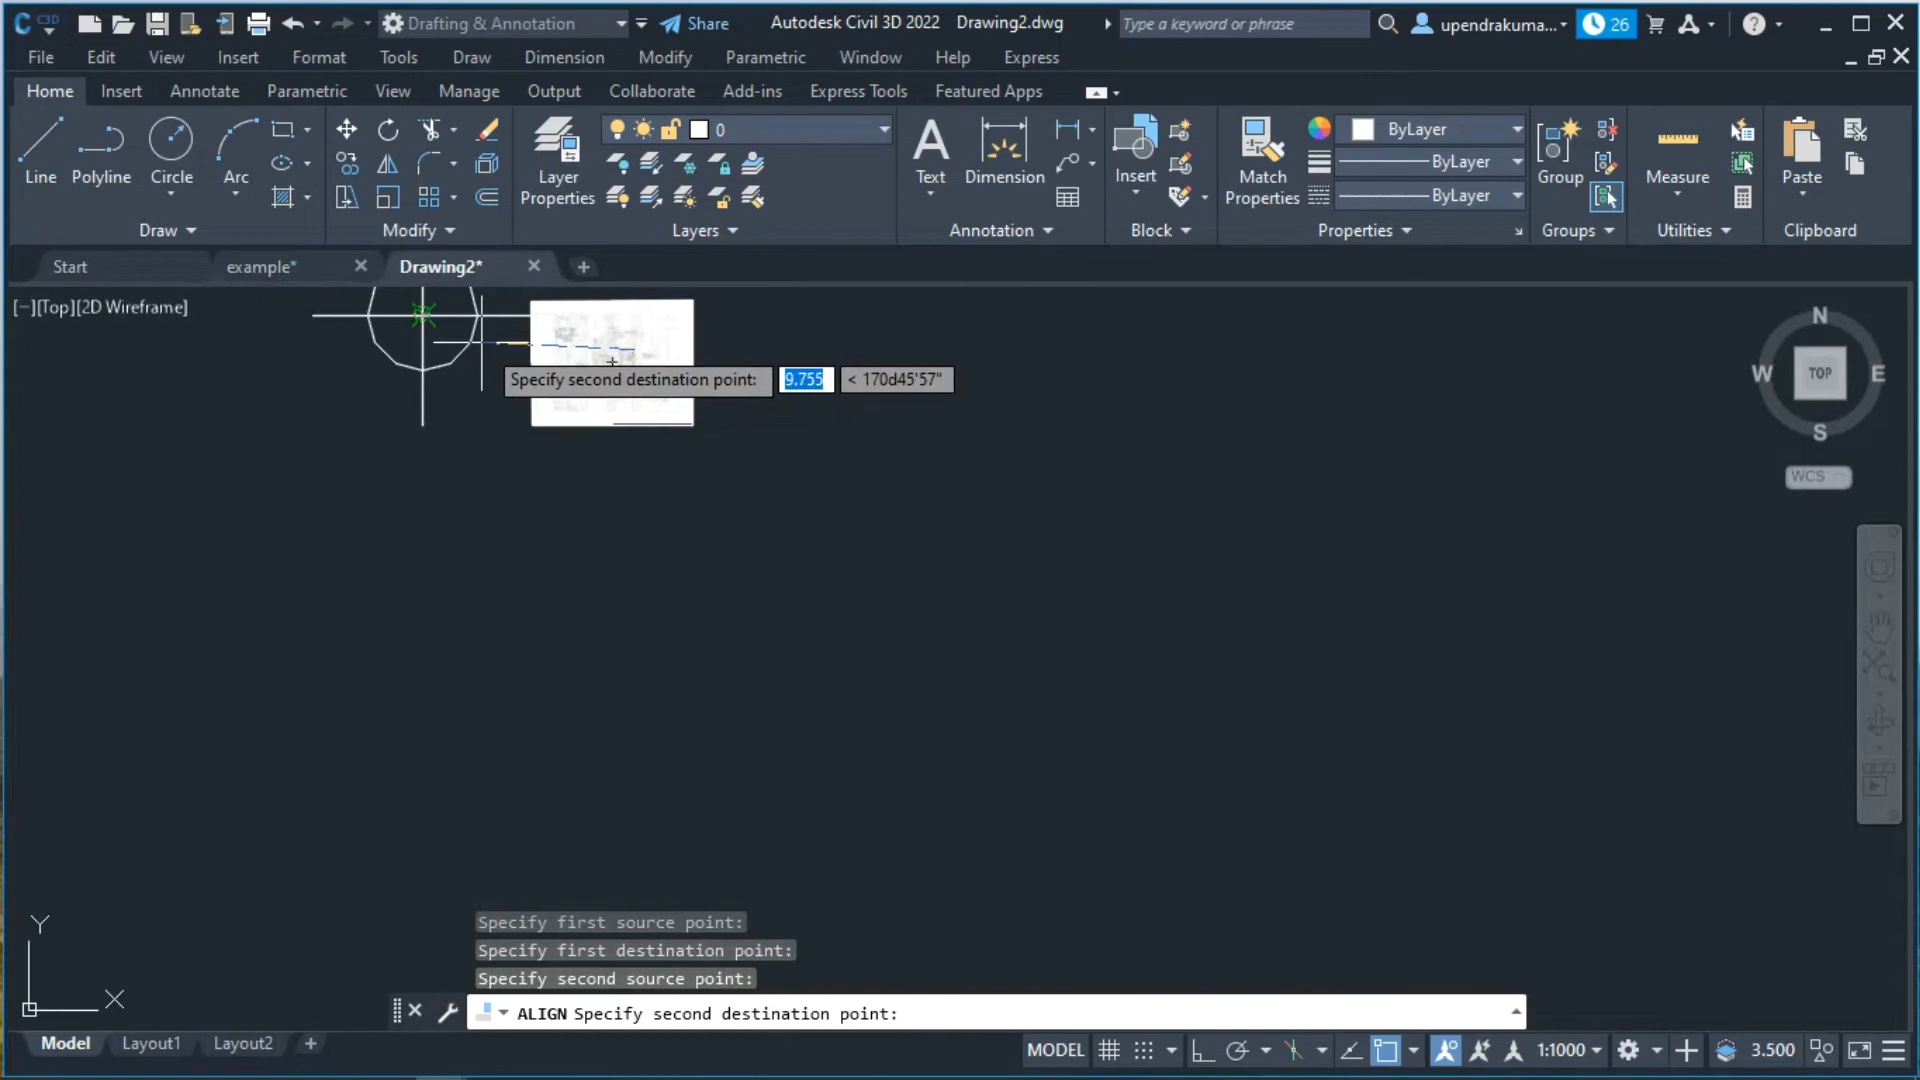 C3D
Drafting & Annotation
Share
Autodesk Civil 3D 2022 Drawing2.dwg
Type a keyword or phrase
upendrakuma...
26
File Edit View Insert Format Tools Draw Dimension Modify Parametric Window Help Express
Home Insert Annotate Parametric View Manage Output Collaborate Add-ins Express Tools Featured Apps
0
ByLayer
ByLayer
ByLayer
Line Polyline Circle Arc
Layer Properties
Text Dimension
Insert
Match Properties
Group
Measure
Paste
Draw Modify Layers Annotation Block Properties Groups Utilities Clipboard
Start example* Drawing2*
[−][Top][2D Wireframe]
N
W TOP E
S
WCS
Specify second destination point: 9.755 < 170d45'57"
Y
X
Specify first source point:
Specify first destination point:
Specify second source point:
ALIGN Specify second destination point:
Model Layout1 Layout2
MODEL 1:1000 3.500